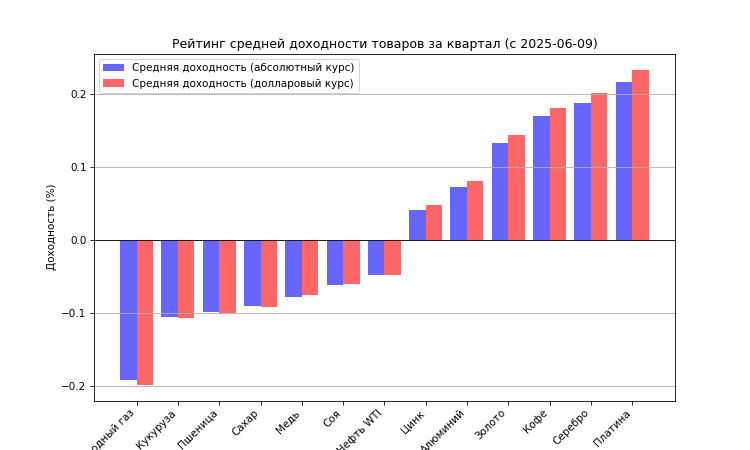 Рейтинг средней доходности товаров за квартал (с 2025-06-09)
Средняя доходность (абсолютный курс)
Средняя доходность (долларовый курс)
Доходность (%)
0.2
0.1
0.0
−0.1
−0.2
одный газ
Кукуруза
Пшеница
Сахар
Медь
Соя
Нефть WTI
Цинк
Алюминий
Золото
Кофе
Серебро
Платина